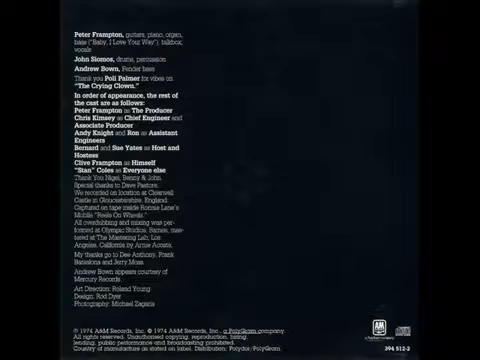 Peter Frampton, guitars, piano, organ,
bass ("Baby, I Love Your Way"), talkbox,
vocals
John Siomos, drums, percussion
Andrew Bown, Fender bass
Thank you Poli Palmer for vibes on
"The Crying Clown."
In order of appearance, the rest of
the cast are as follows:
Peter Frampton as The Producer
Chris Kimsey as Chief Engineer and
Associate Producer
Andy Knight and Ron as Assistant
Engineers
Bernard and Sue Yates as Host and
Hostess
Clive Frampton as Himself
"Stan" Coles as Everyone else
Thank You Nigel, Benny & John.
Special thanks to Dave Pastore.
We recorded on location at Clearwell
Castle in Gloucestershire, England.
Captured on tape inside Ronnie Lane's
Mobile "Reels On Wheels."
All overdubbing and mixing was per-
formed at Olympic Studios, Barnes, mas-
tered at The Mastering Lab, Los
Angeles, California by Arnie Acosta.
My thanks go to Dee Anthony, Frank
Barsalona and Jerry Moss
Andrew Bown appears courtesy of
Mercury Records
Art Direction: Roland Young
Design: Rod Dyer
Photography: Michael Zagaris
℗ 1974 A&M Records, Inc. © 1974 A&M Records, Inc., a PolyGram company.
All rights reserved. Unauthorised copying, reproduction, hiring,
lending, public performance and broadcasting prohibited.
Country of manufacture as stated on label. Distribution: Polydor/PolyGram.
A&M
394 512-2